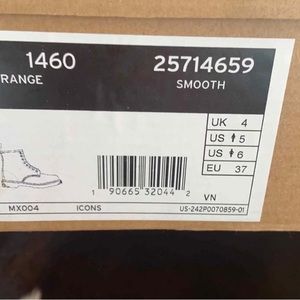 1460 25714659
RANGE SMOOTH
UK 4
US 5
US 6
EU 37
1 90665 32044 2
VN
MX004 ICONS US-242P0070859-01